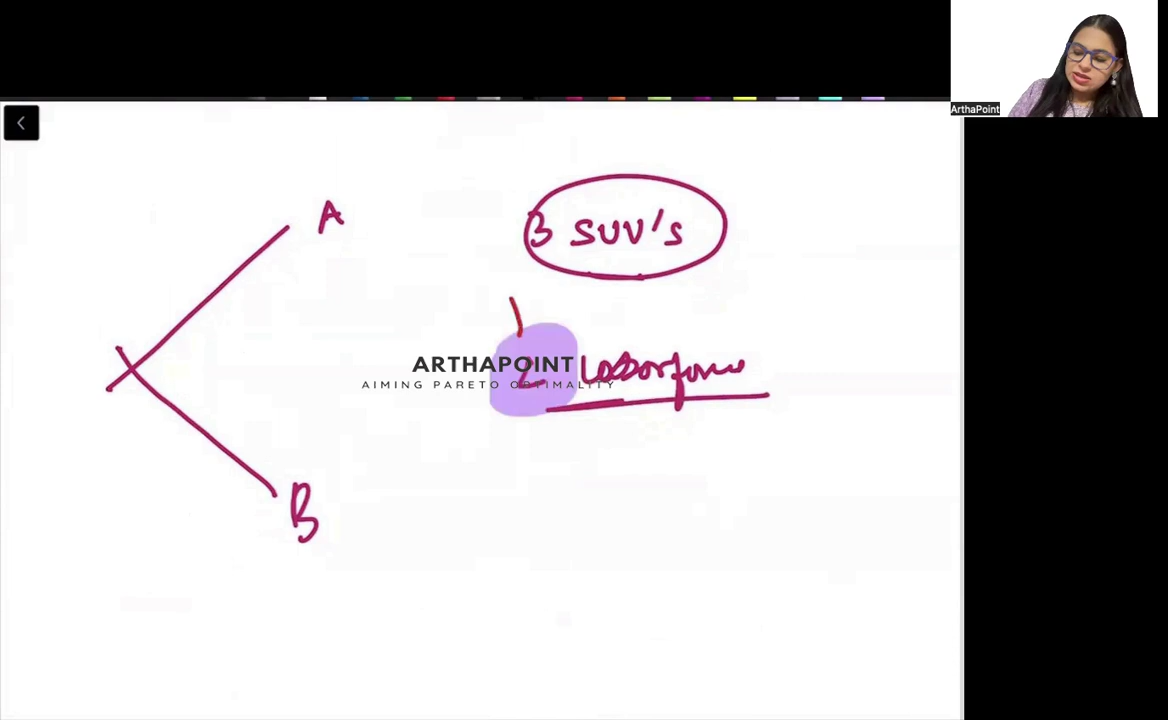 A
3 SUV's
ARTHAPOINT
AIMING PARETO OPTIMALITY
B
ArthaPoint